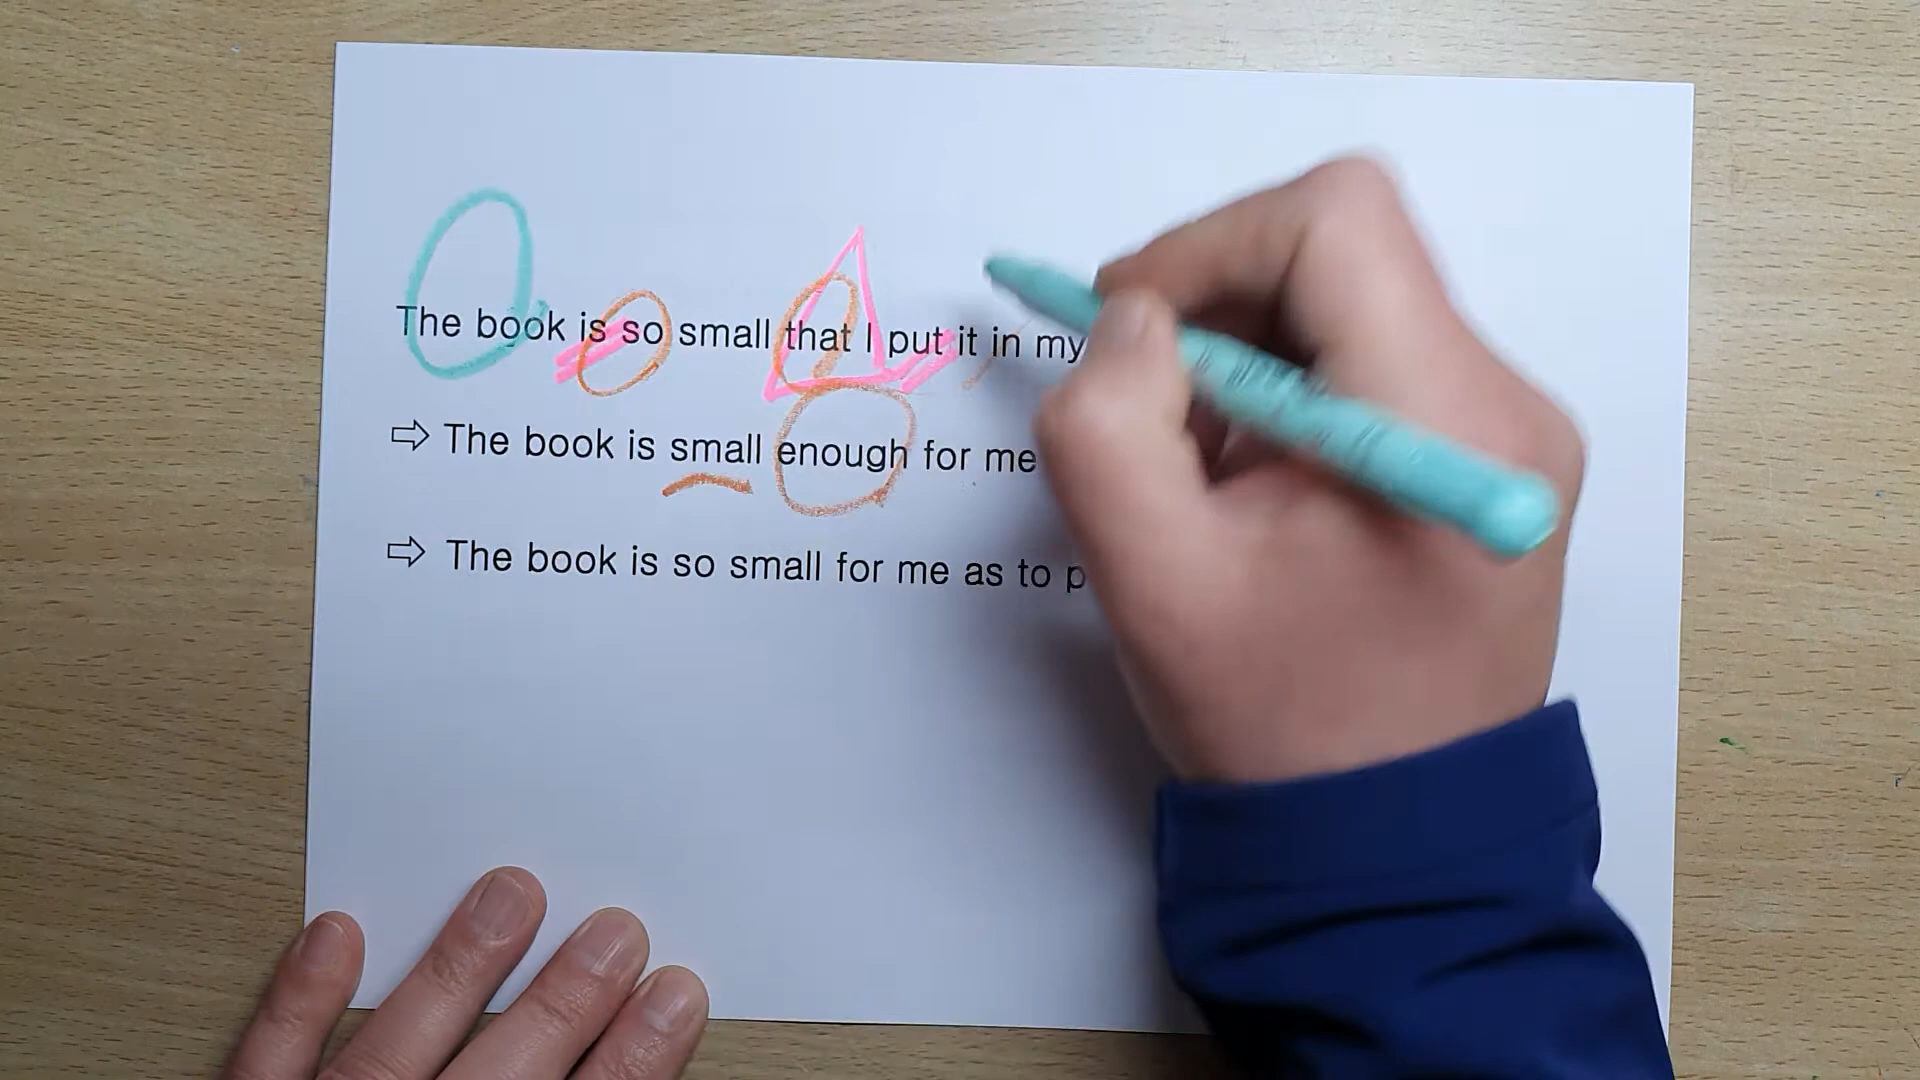 The book is so small that I put it in my
⇨ The book is small enough for me
⇨ The book is so small for me as to p